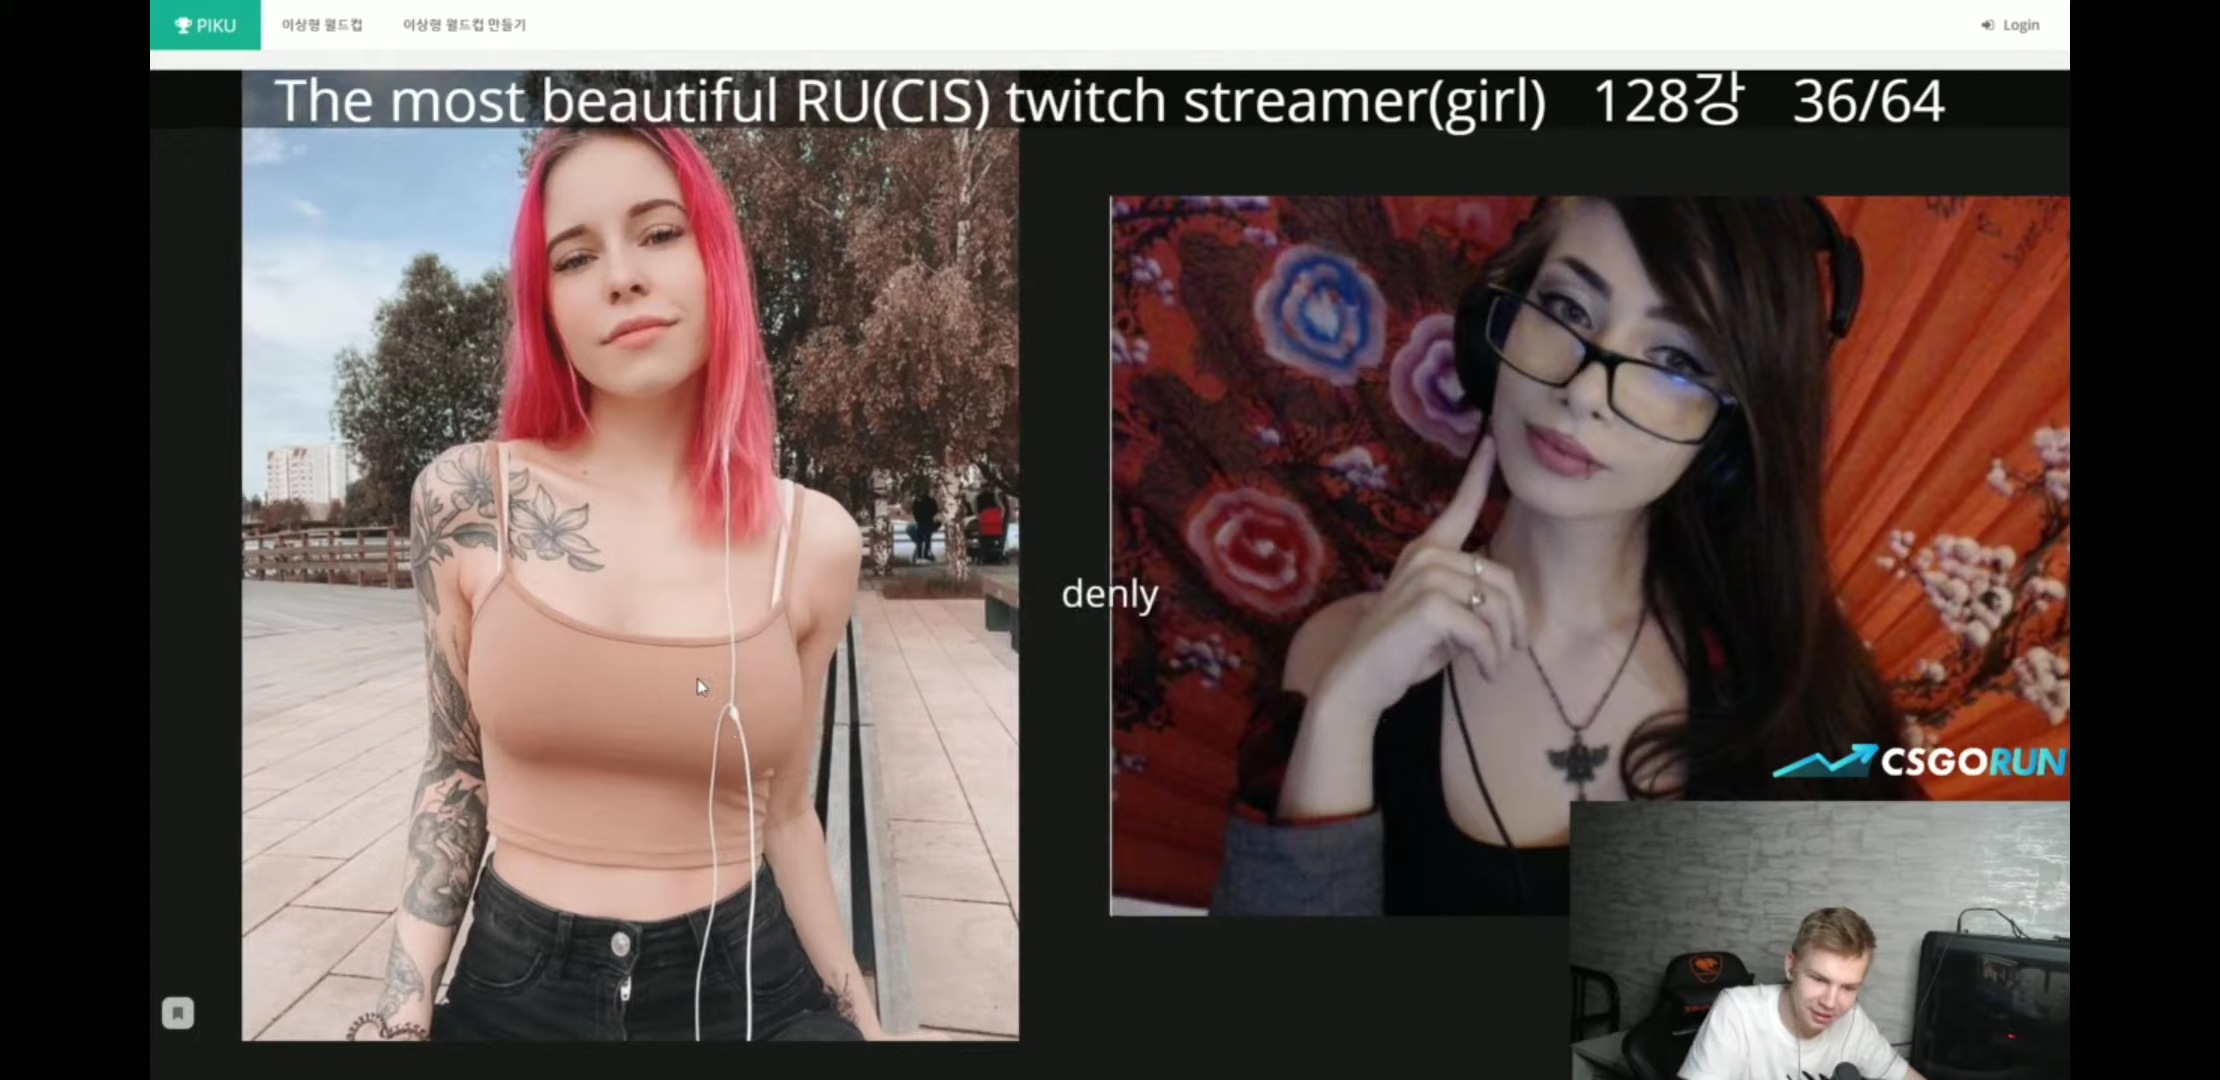 PIKU 이상형 월드컵 이상형 월드컵 만들기 Login
The most beautiful RU(CIS) twitch streamer(girl) 128강 36/64
denly
CSGORUN